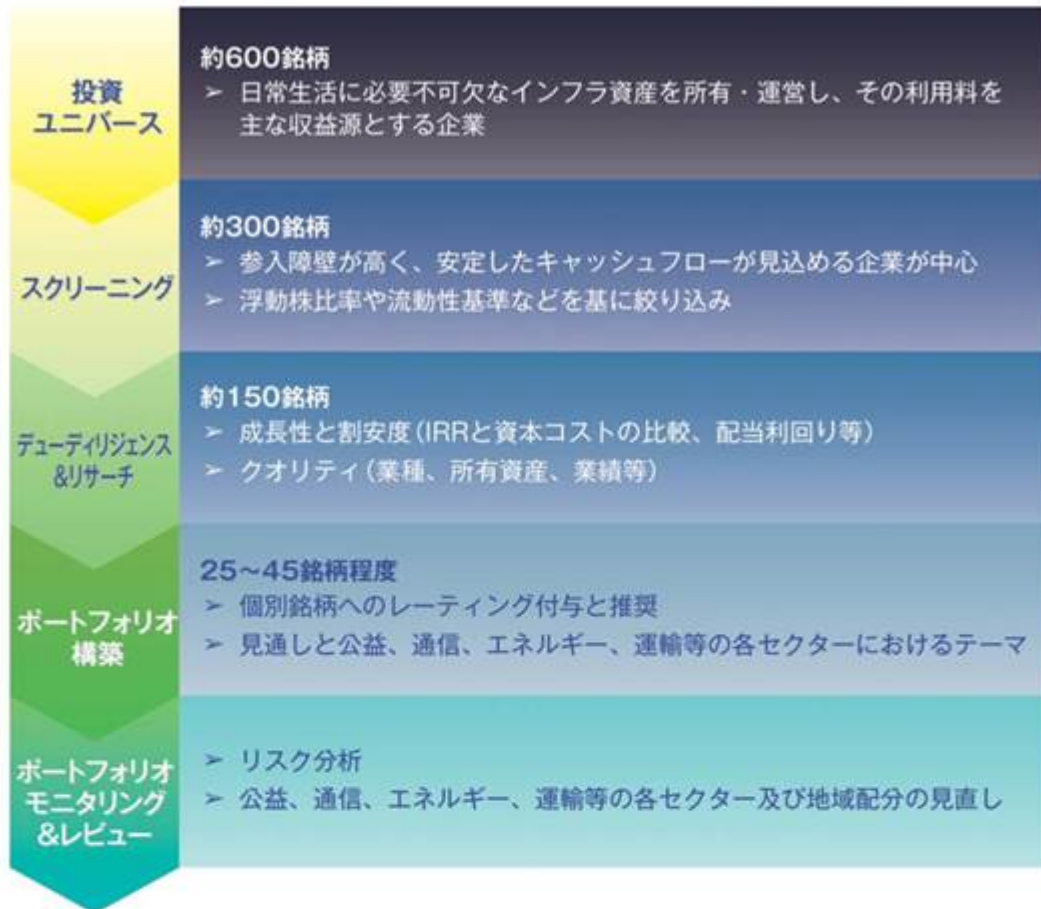 投資
ユニバース
約600銘柄
➢ 日常生活に必要不可欠なインフラ資産を所有・運営し、その利用料を
主な収益源とする企業
スクリーニング
約300銘柄
➢ 参入障壁が高く、安定したキャッシュフローが見込める企業が中心
➢ 浮動株比率や流動性基準などを基に絞り込み
デューディリジェンス
&リサーチ
約150銘柄
➢ 成長性と割安度(IRRと資本コストの比較、配当利回り等)
➢ クオリティ(業種、所有資産、業績等)
ポートフォリオ
構築
25～45銘柄程度
➢ 個別銘柄へのレーティング付与と推奨
➢ 見通しと公益、通信、エネルギー、運輸等の各セクターにおけるテーマ
ポートフォリオ
モニタリング
&レビュー
➢ リスク分析
➢ 公益、通信、エネルギー、運輸等の各セクター及び地域配分の見直し